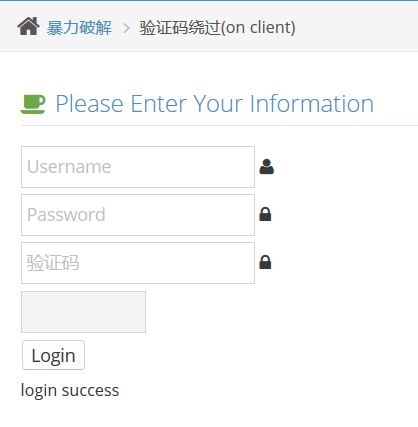 暴力破解 > 验证码绕过(on client)
Please Enter Your Information
Username
Password
验证码
Login
login success